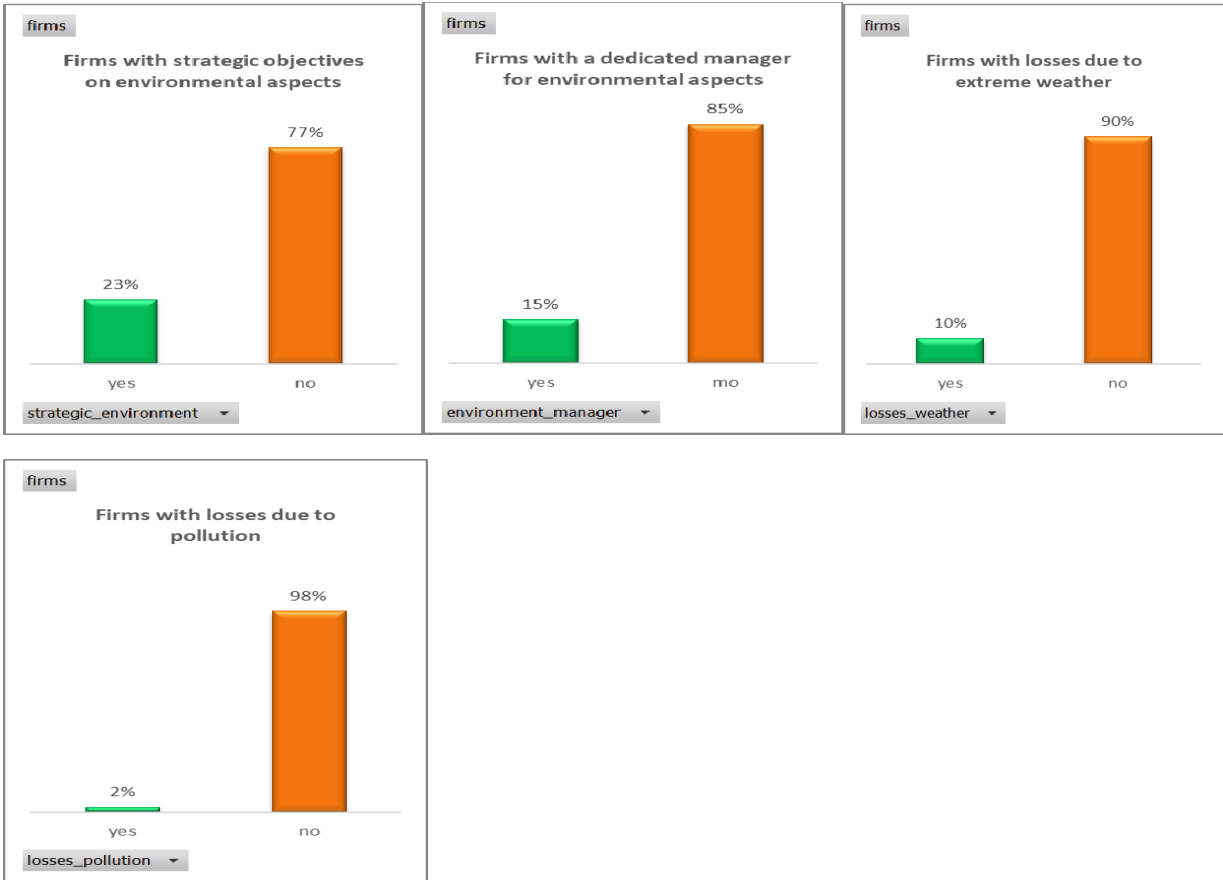 firms
Firms with strategic objectives
on environmental aspects
77%
23%
yes no
strategic_environment
firms
Firms with a dedicated manager
for environmental aspects
85%
15%
yes mo
environment_manager
firms
Firms with losses due to
extreme weather
90%
10%
yes no
losses_weather
firms
Firms with losses due to
pollution
98%
2%
yes no
losses_pollution